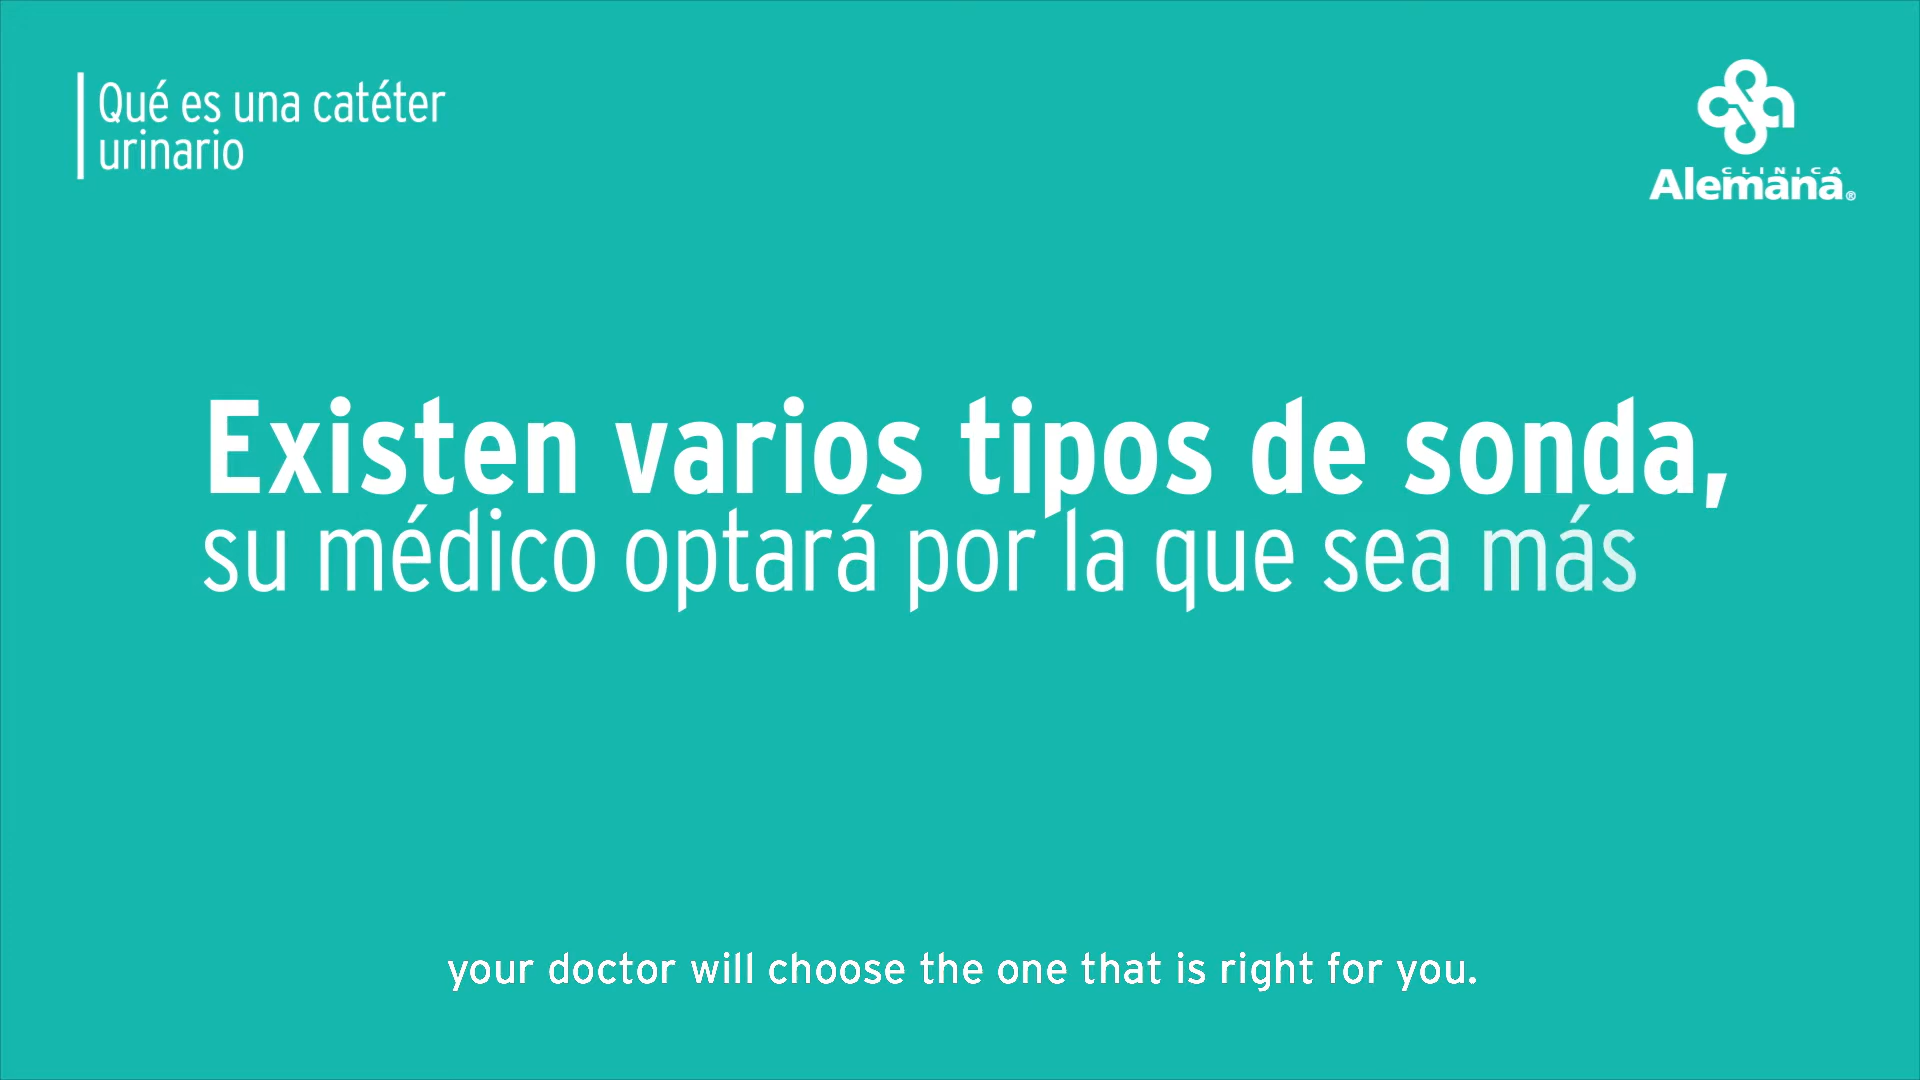 Qué es una catéter
urinario
CLINICA
Alemana®
Existen varios tipos de sonda,
su médico optará por la que sea más
your doctor will choose the one that is right for you.